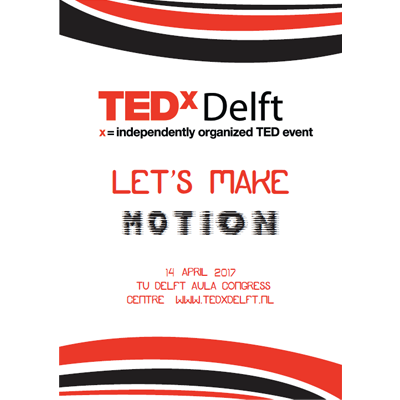 TEDx Delft
x = independently organized TED event
LET'S MAKE
MOTION
14 APRIL 2017
TU DELFT AULA CONGRESS
CENTRE WWW.TEDXDELFT.NL